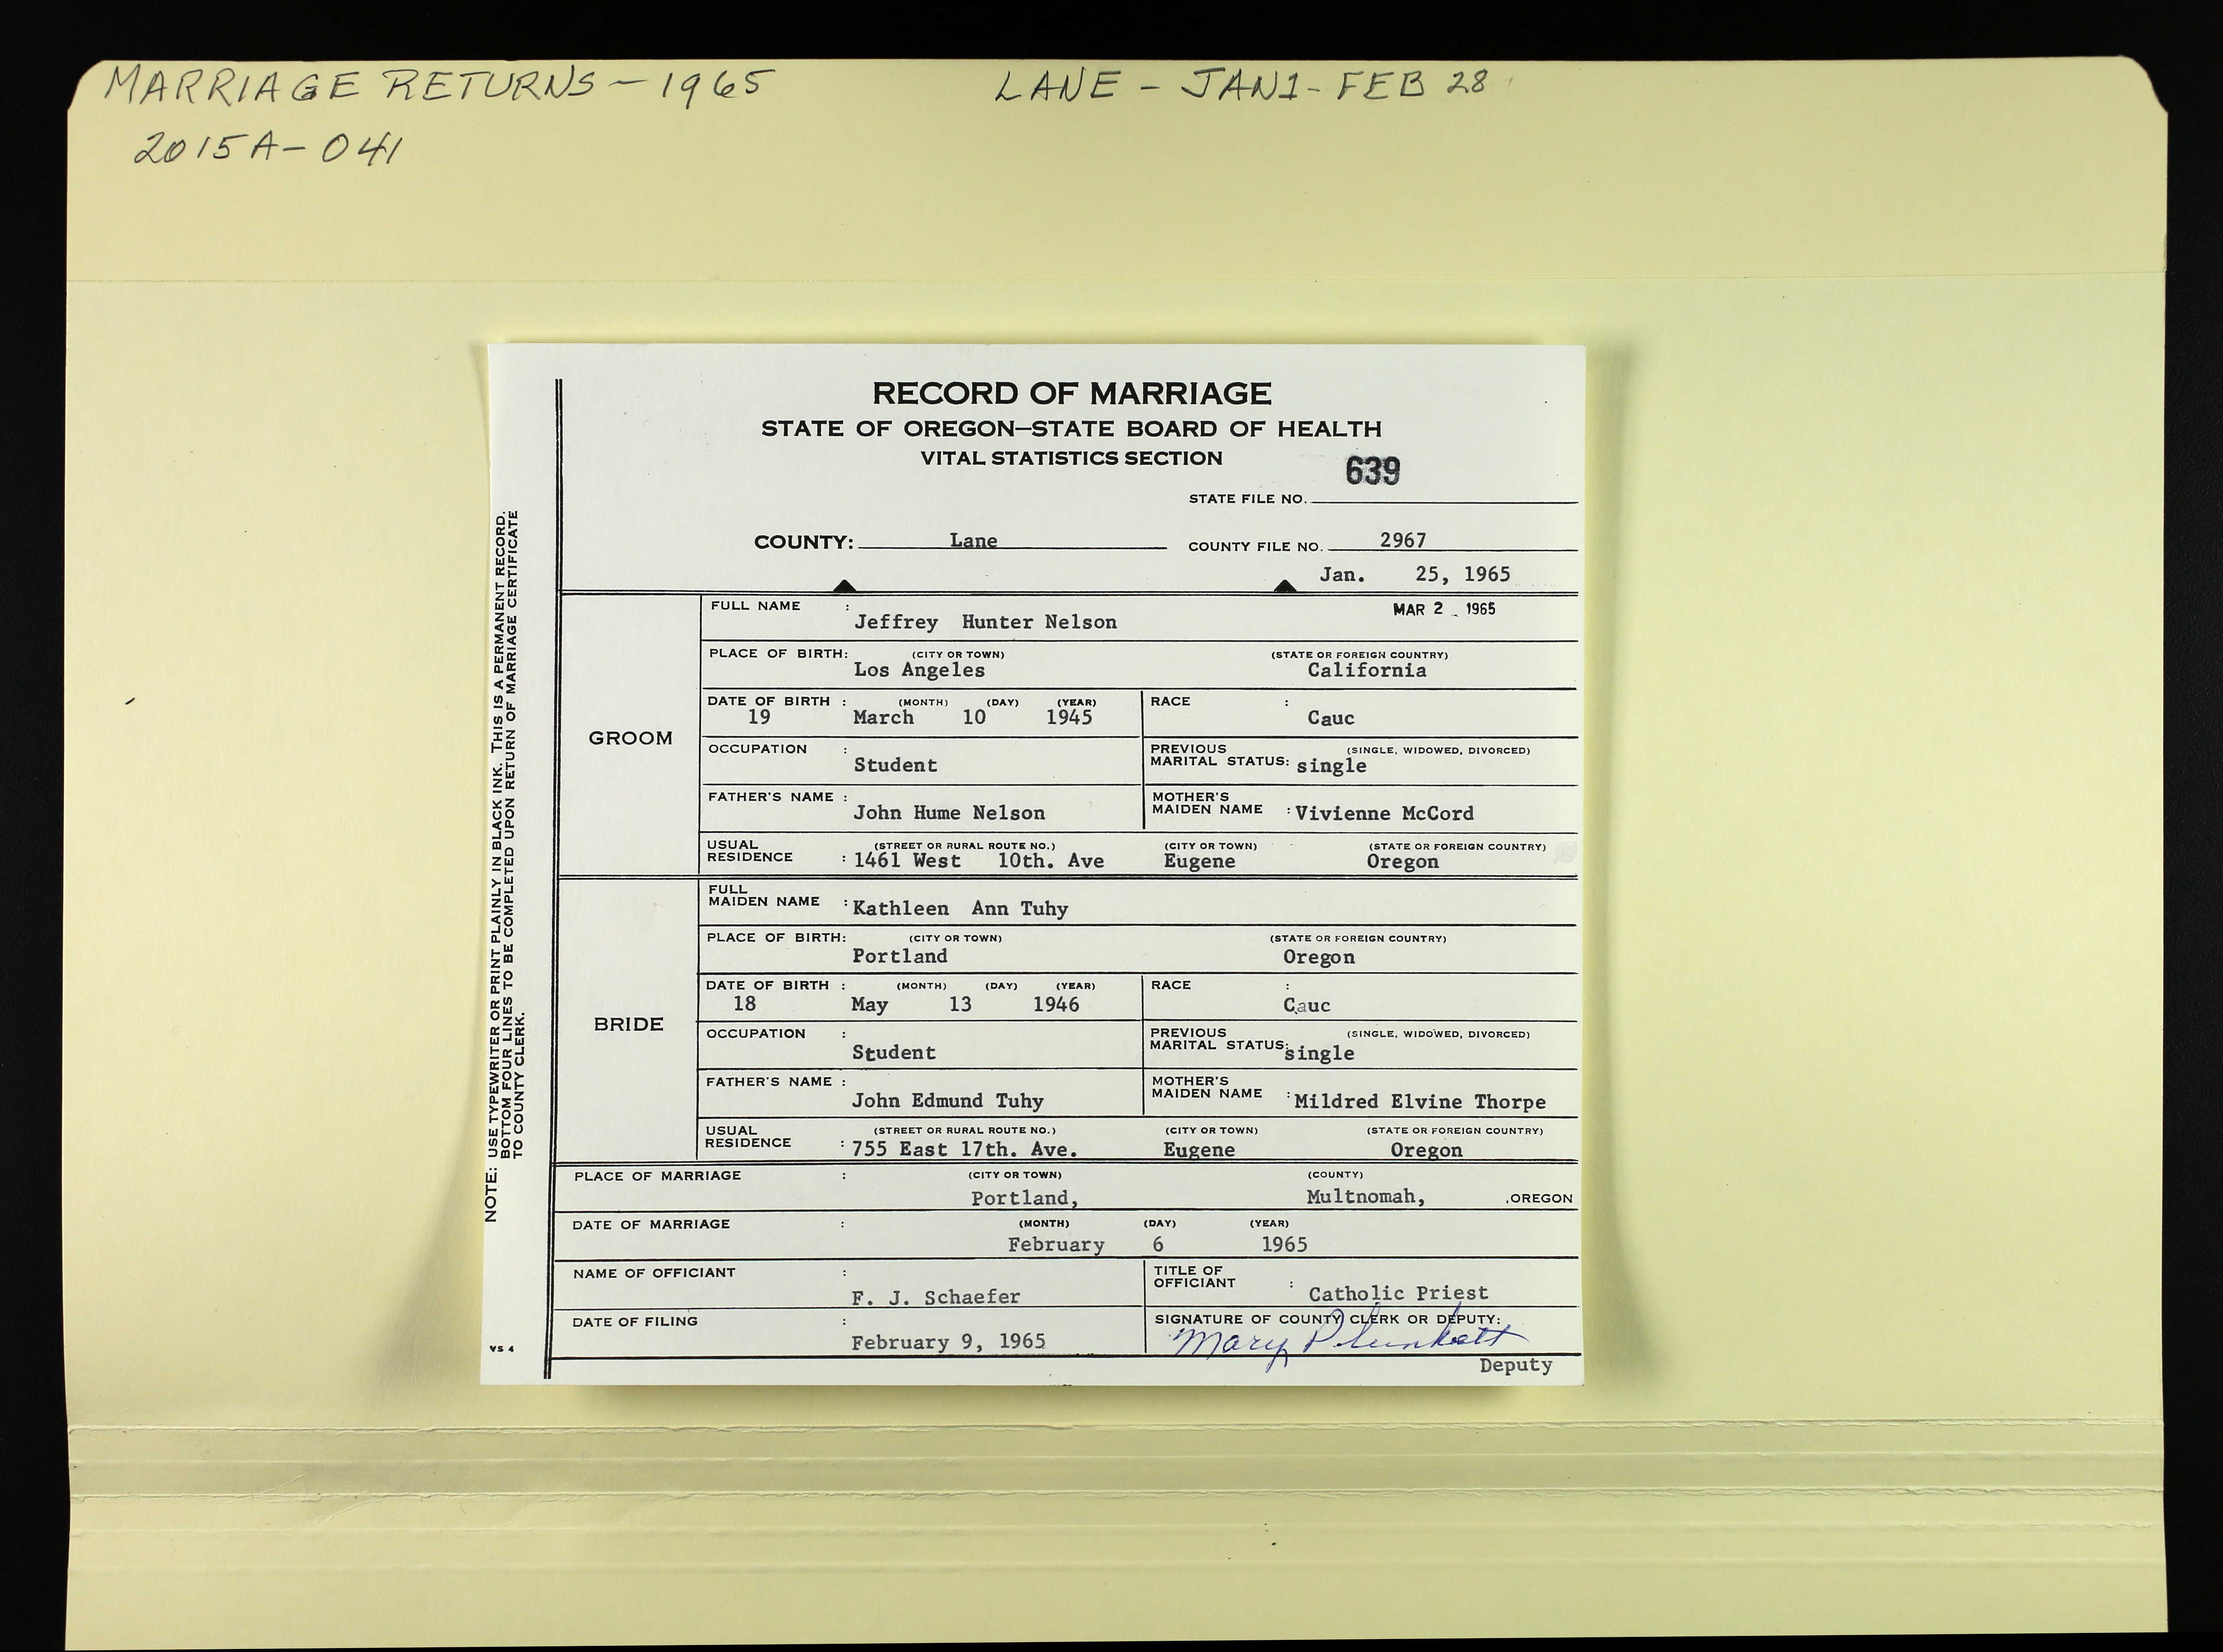 MARRIAGE RETURNS - 1965 LANE - JAN1 - FEB 28
2015A-041
RECORD OF MARRIAGE
STATE OF OREGON—STATE BOARD OF HEALTH
VITAL STATISTICS SECTION
639
STATE FILE NO.
COUNTY: Lane COUNTY FILE NO. 2967
Jan. 25, 1965
GROOM
FULL NAME : MAR 2 1965
Jeffrey Hunter Nelson
PLACE OF BIRTH: (CITY OR TOWN) (STATE OR FOREIGN COUNTRY)
Los Angeles California
DATE OF BIRTH : (MONTH) (DAY) (YEAR) RACE :
19 March 10 1945 Cauc
OCCUPATION : PREVIOUS (SINGLE, WIDOWED, DIVORCED)
Student MARITAL STATUS: single
FATHER'S NAME : MOTHER'S
John Hume Nelson MAIDEN NAME : Vivienne McCord
USUAL (STREET OR RURAL ROUTE NO.) (CITY OR TOWN) (STATE OR FOREIGN COUNTRY)
RESIDENCE : 1461 West 10th. Ave Eugene Oregon
BRIDE
FULL
MAIDEN NAME : Kathleen Ann Tuhy
PLACE OF BIRTH: (CITY OR TOWN) (STATE OR FOREIGN COUNTRY)
Portland Oregon
DATE OF BIRTH : (MONTH) (DAY) (YEAR) RACE :
18 May 13 1946 Cauc
OCCUPATION : PREVIOUS (SINGLE, WIDOWED, DIVORCED)
Student MARITAL STATUS: single
FATHER'S NAME : MOTHER'S
John Edmund Tuhy MAIDEN NAME : Mildred Elvine Thorpe
USUAL (STREET OR RURAL ROUTE NO.) (CITY OR TOWN) (STATE OR FOREIGN COUNTRY)
RESIDENCE : 755 East 17th. Ave. Eugene Oregon
PLACE OF MARRIAGE : (CITY OR TOWN) (COUNTY)
Portland, Multnomah, ,OREGON
DATE OF MARRIAGE : (MONTH) (DAY) (YEAR)
February 6 1965
NAME OF OFFICIANT : TITLE OF
F. J. Schaefer OFFICIANT : Catholic Priest
DATE OF FILING : SIGNATURE OF COUNTY CLERK OR DEPUTY:
February 9, 1965 Mary Plunkett
Deputy
NOTE: USE TYPEWRITER OR PRINT PLAINLY IN BLACK INK. THIS IS A PERMANENT RECORD.
BOTTOM FOUR LINES TO BE COMPLETED UPON RETURN OF MARRIAGE CERTIFICATE
TO COUNTY CLERK.
VS 4